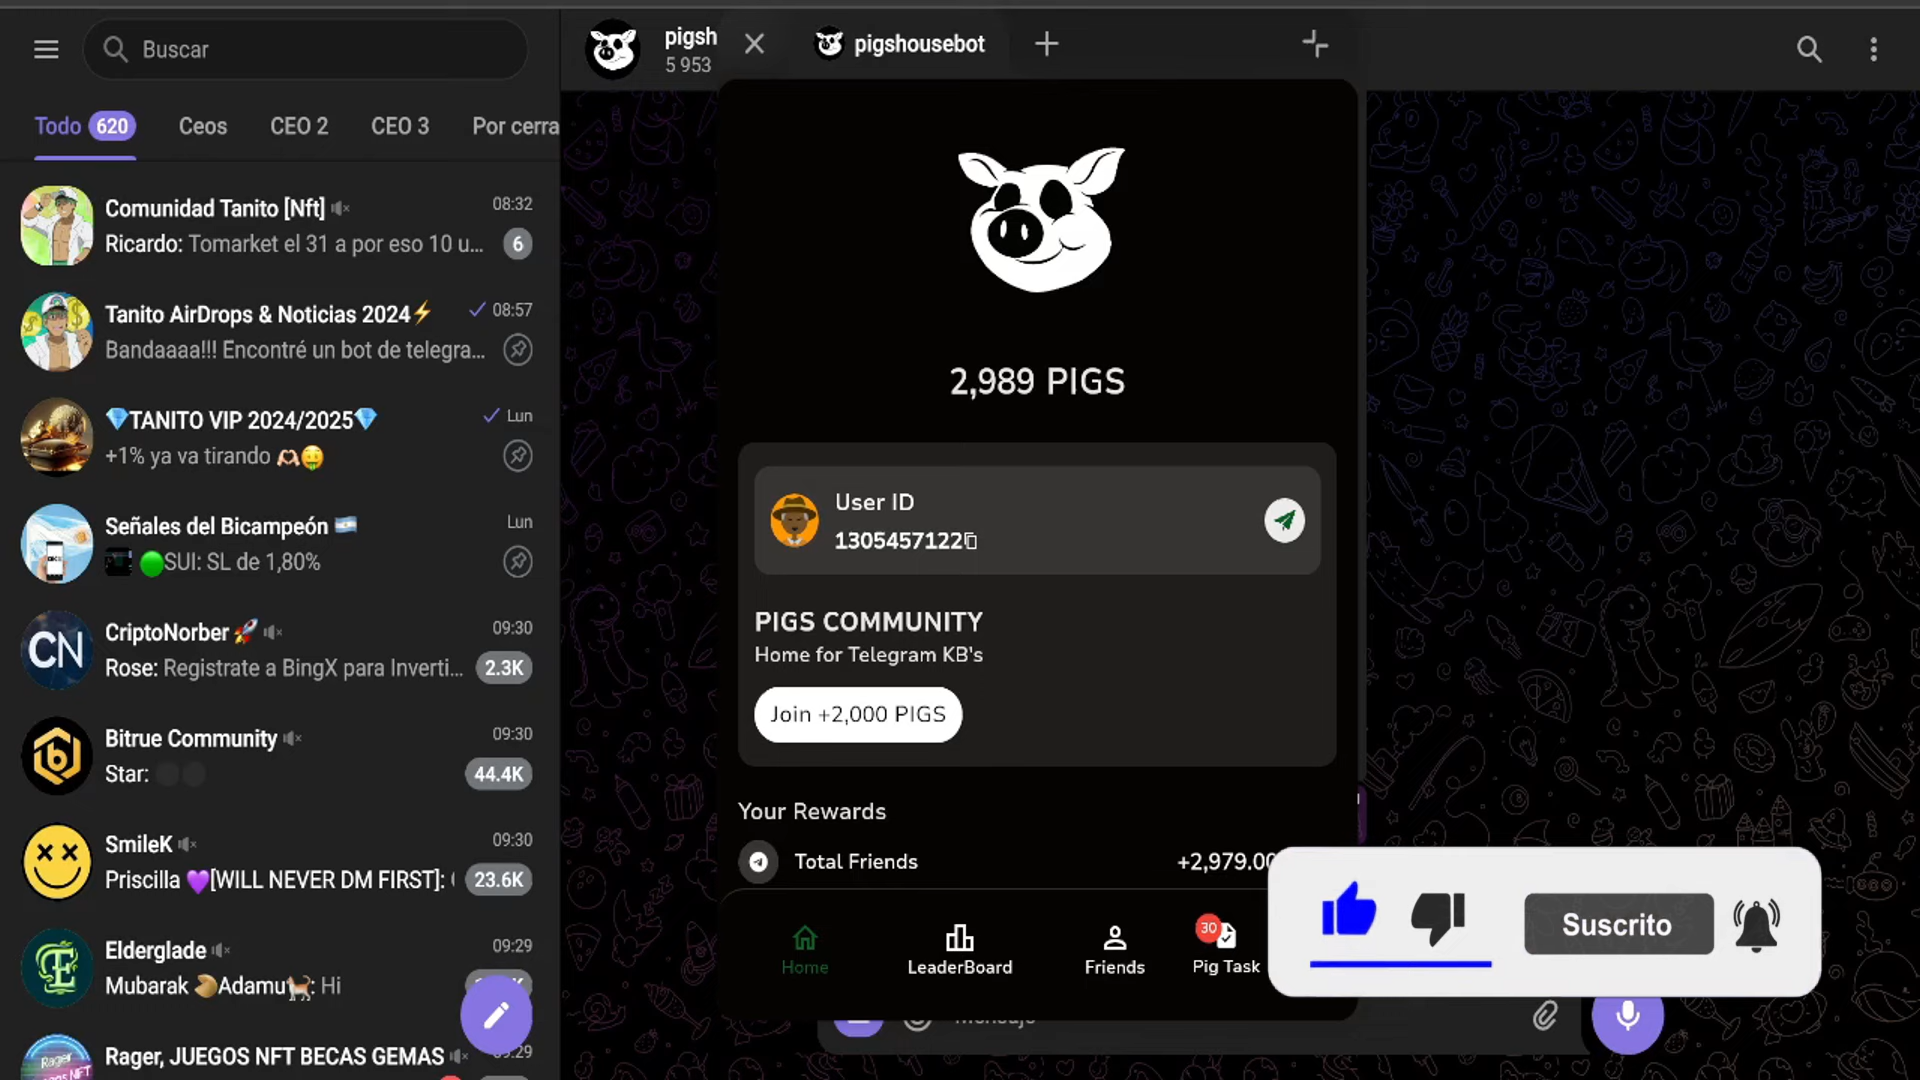 Buscar
Todo 620
Ceos
CEO 2
CEO 3
Por cerra
Comunidad Tanito [Nft] 08:32
Ricardo: Tomarket el 31 a por eso 10 u... 6
Tanito AirDrops & Noticias 2024⚡ 08:57
Bandaaaa!!! Encontré un bot de telegra...
💎TANITO VIP 2024/2025💎 Lun
+1% ya va tirando 🫶🏻🤑
Señales del Bicampeón 🇦🇷 Lun
🟢SUI: SL de 1,80%
CN
CriptoNorber 🚀 09:30
Rose: Registrate a BingX para Inverti... 2.3K
Bitrue Community 09:30
Star: 44.4K
SmileK 09:30
Priscilla 💜[WILL NEVER DM FIRST]: 23.6K
Elderglade 09:29
Mubarak Adamu: Hi
Rager, JUEGOS NFT BECAS GEMAS :29
pigsh
5 953
pigshousebot
2,989 PIGS
User ID
1305457122
PIGS COMMUNITY
Home for Telegram KB's
Join +2,000 PIGS
Your Rewards
Total Friends +2,979.00
Home
LeaderBoard
Friends
30
Pig Task
Suscrito